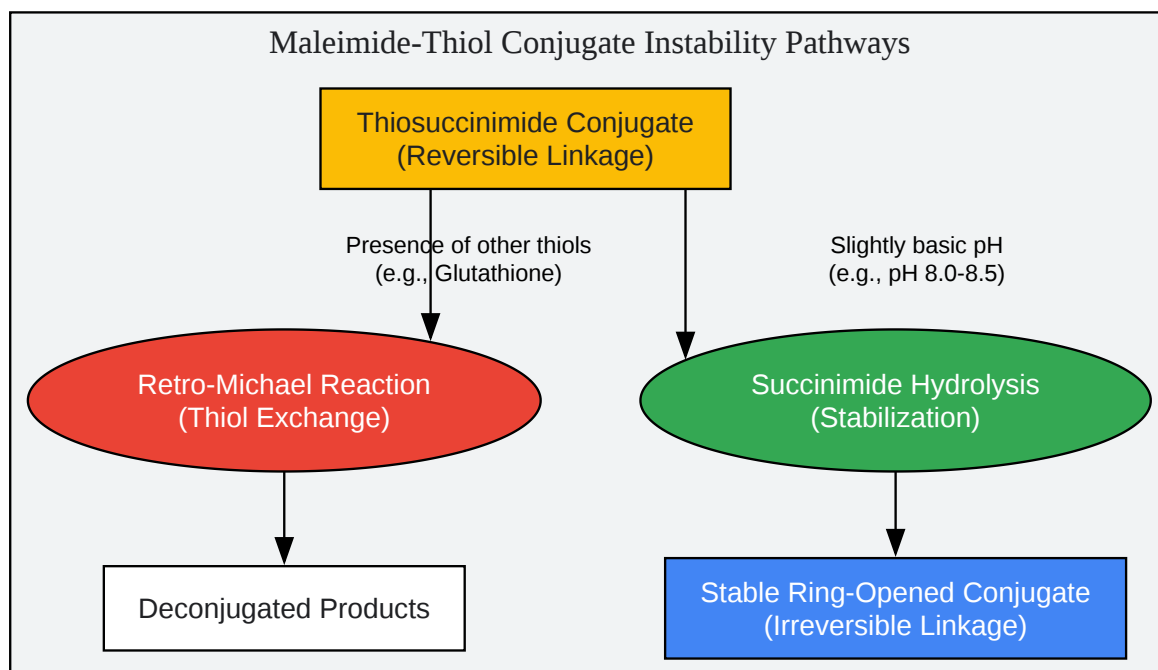 Maleimide-Thiol Conjugate Instability Pathways
Thiosuccinimide Conjugate
(Reversible Linkage)
Presence of other thiols
(e.g., Glutathione)
Slightly basic pH
(e.g., pH 8.0-8.5)
Retro-Michael Reaction
(Thiol Exchange)
Succinimide Hydrolysis
(Stabilization)
Deconjugated Products
Stable Ring-Opened Conjugate
(Irreversible Linkage)